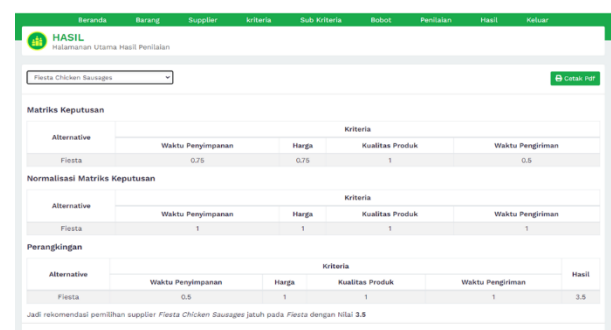 Beranda Barang Supplier kriteria Sub Kriteria Bobot Penilaian Hasil Keluar
HASIL
Halamanan Utama Hasil Penilaian
Fiesta Chicken Sausages
Cetak Pdf
Matriks Keputusan
Alternative Kriteria
Waktu Penyimpanan Harga Kualitas Produk Waktu Pengiriman
Fiesta 0.75 0.75 1 0.5
Normalisasi Matriks Keputusan
Alternative Kriteria
Waktu Penyimpanan Harga Kualitas Produk Waktu Pengiriman
Fiesta 1 1 1 1
Perangkingan
Alternative Kriteria Hasil
Waktu Penyimpanan Harga Kualitas Produk Waktu Pengiriman
Fiesta 0.5 1 1 1 3.5
Jadi rekomendasi pemilihan supplier Fiesta Chicken Sausages jatuh pada Fiesta dengan Nilai 3.5